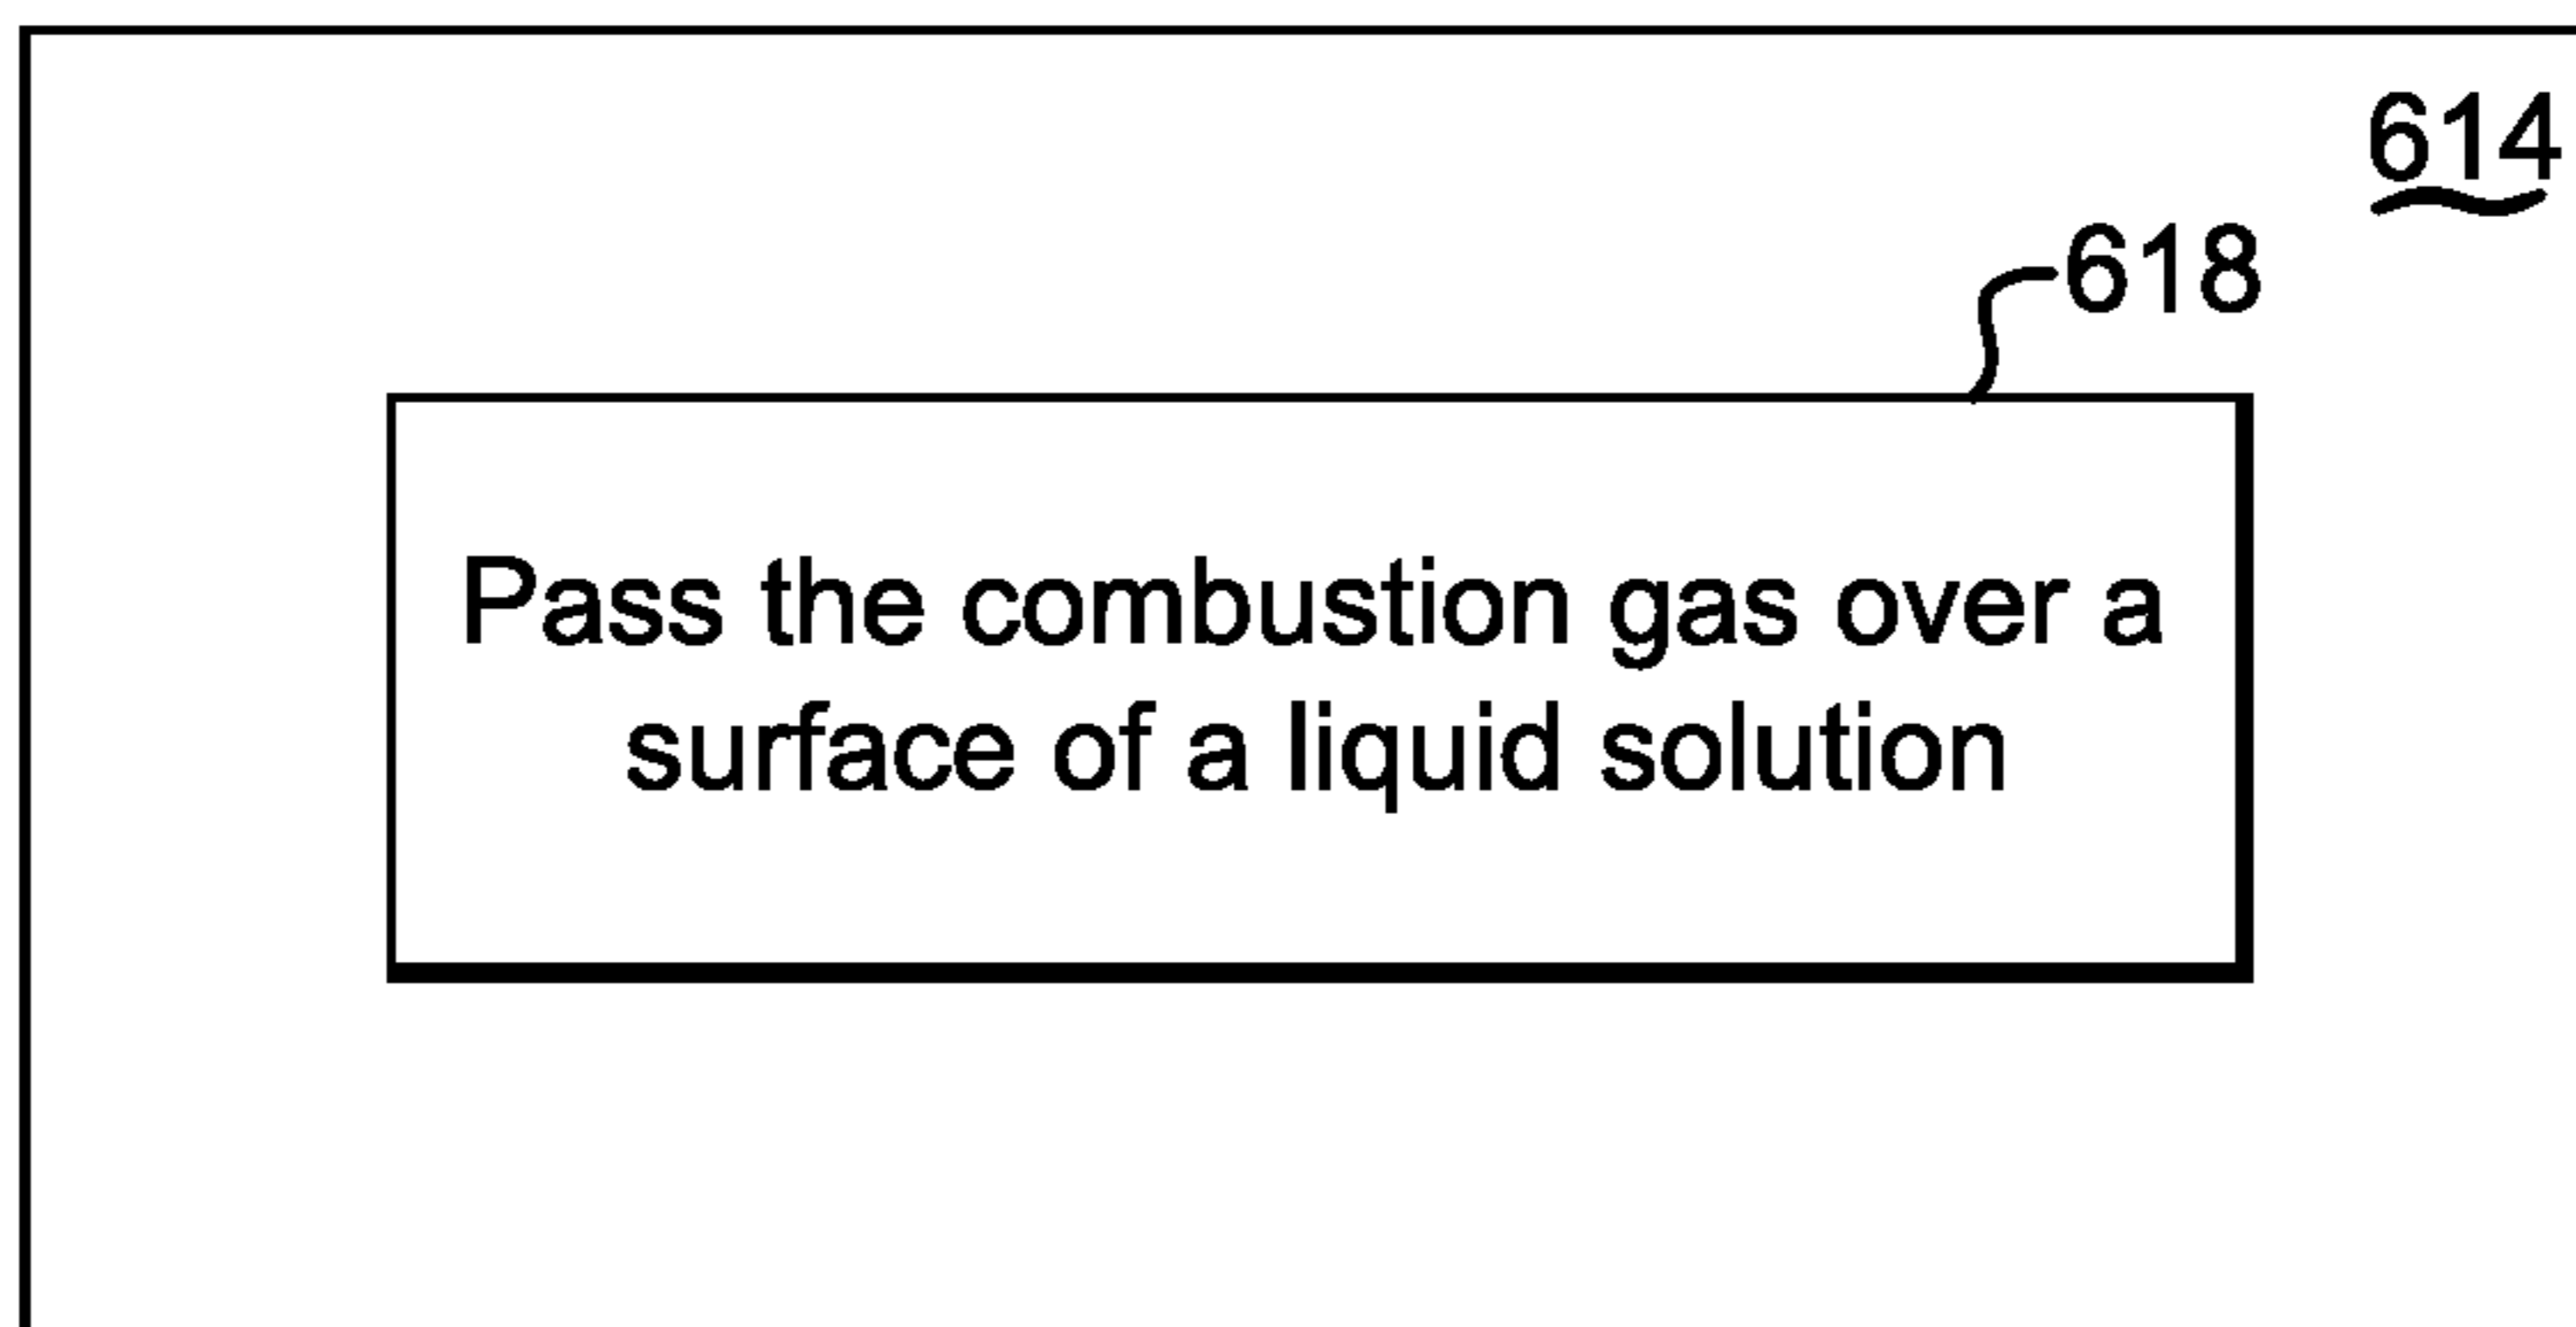 614
618
Pass the combustion gas over a
surface of a liquid solution